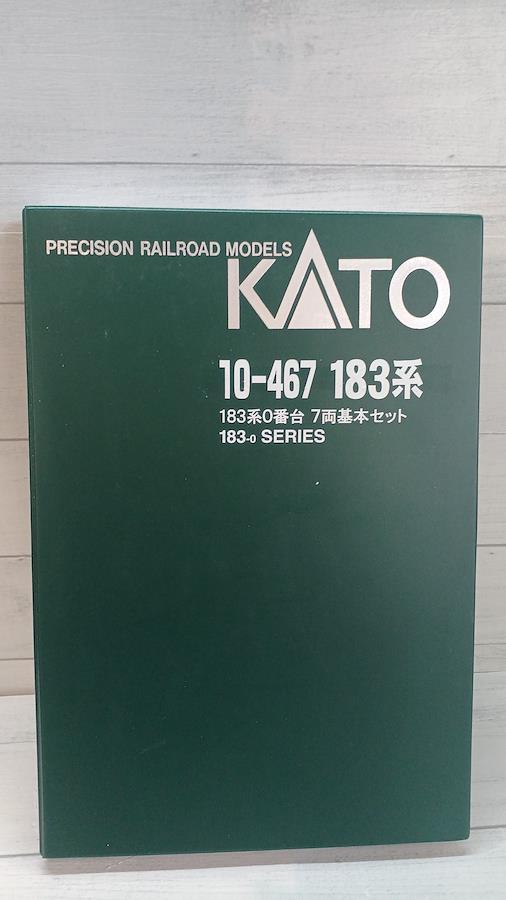 PRECISION RAILROAD MODELS
KATO
10-467 183系
183系0番台 7両基本セット
183-0 SERIES